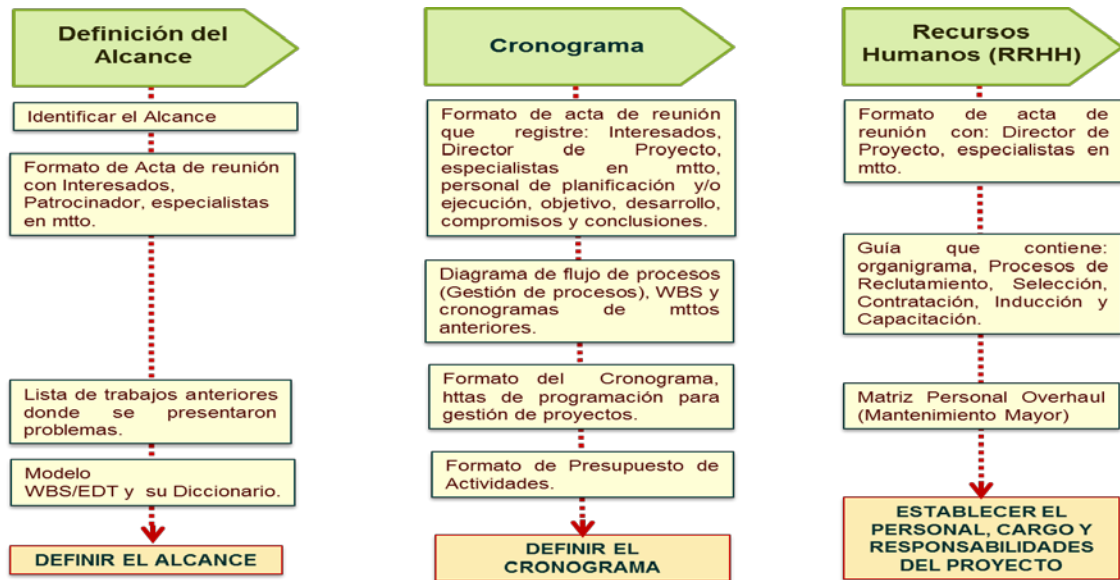 Definición del
Alcance
Identificar el Alcance
Formato de Acta de reunión
con Interesados,
Patrocinador, especialistas
en mtto.
Lista de trabajos anteriores
donde se presentaron
problemas.
Modelo
WBS/EDT y su Diccionario.
DEFINIR EL ALCANCE
Cronograma
Formato de acta de reunión
que registre: Interesados,
Director de Proyecto,
especialistas en mtto,
personal de planificación y/o
ejecución, objetivo, desarrollo,
compromisos y conclusiones.
Diagrama de flujo de procesos
(Gestión de procesos), WBS y
cronogramas de mttos
anteriores.
Formato del Cronograma,
httas de programación para
gestión de proyectos.
Formato de Presupuesto de
Actividades.
DEFINIR EL
CRONOGRAMA
Recursos
Humanos (RRHH)
Formato de acta de
reunión con: Director de
Proyecto, especialistas en
mtto.
Guía que contiene:
organigrama, Procesos de
Reclutamiento, Selección,
Contratación, Inducción y
Capacitación.
Matriz Personal Overhaul
(Mantenimiento Mayor)
ESTABLECER EL
PERSONAL, CARGO Y
RESPONSABILIDADES
DEL PROYECTO